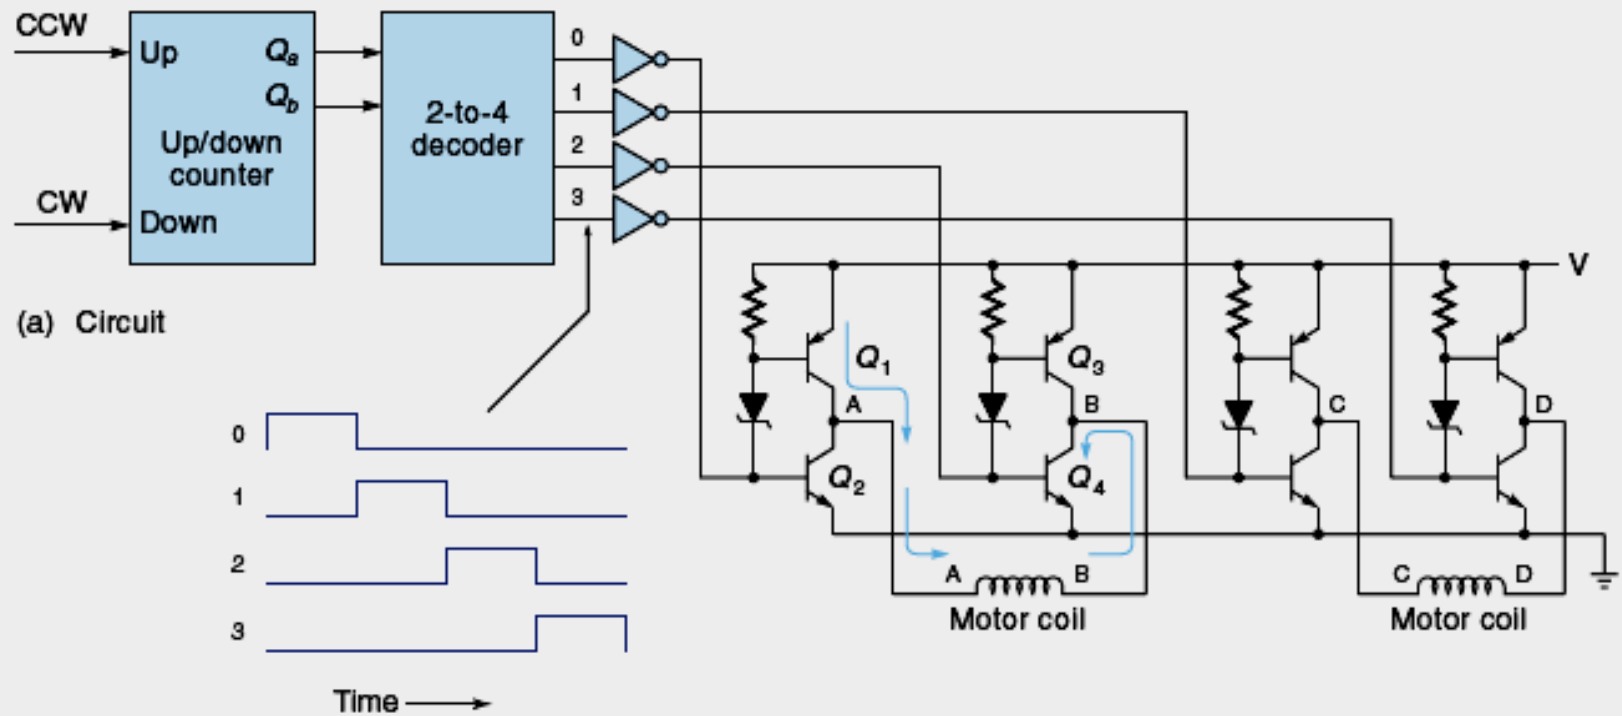 CCW
Up
Qa
Qb
Up/down
counter
CW
Down
2-to-4
decoder
0
1
2
3
V
(a) Circuit
Q1
Q3
A
B
C
D
Q2
Q4
0
1
2
3
A
B
C
D
Motor coil
Motor coil
Time